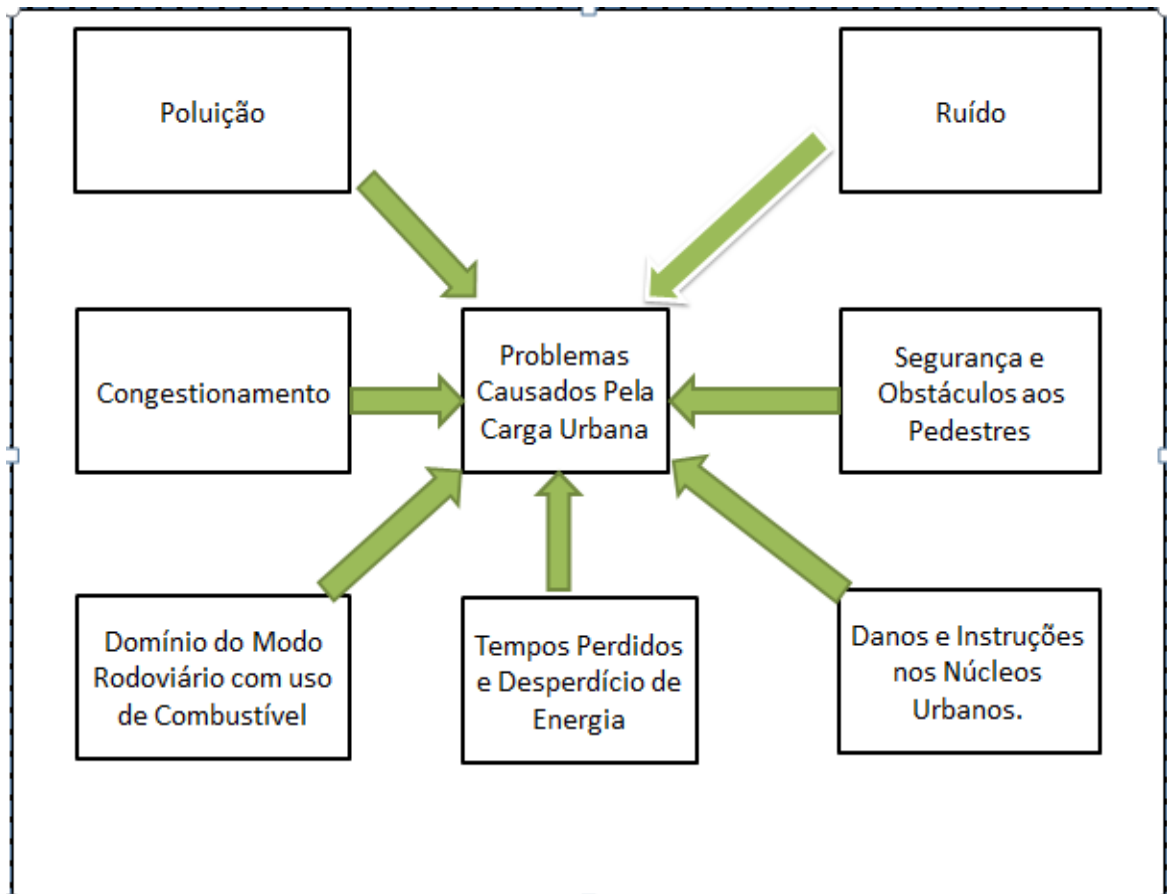 Poluição
Ruído
Congestionamento
Problemas
Causados Pela
Carga Urbana
Segurança e
Obstáculos aos
Pedestres
Domínio do Modo
Rodoviário com uso
de Combustível
Tempos Perdidos
e Desperdício de
Energia
Danos e Instruções
nos Núcleos
Urbanos.